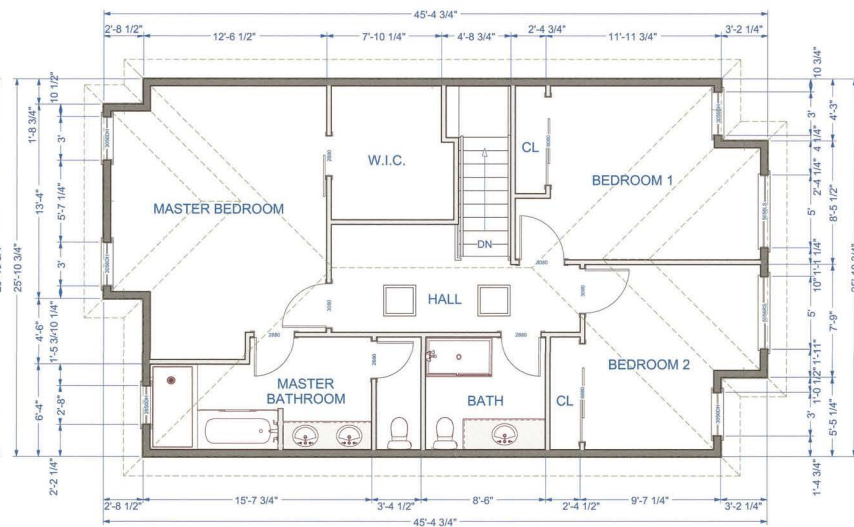 45'-4 3/4"
2'-8 1/2" 12'-6 1/2" 7'-10 1/4" 4'-8 3/4" 2'-4 3/4" 11'-11 3/4" 3'-2 1/4"
10 1/2"
1'-8 3/4"
3'
13'-4"
5'-7 1/4"
3'
25'-10 3/4"
4'-6"
1'-5 3/4
10 1/4"
6'-4"
2'-8"
2'-2 1/4"
10 3/4"
4'-3"
3'
4 1/4"
2'-4 1/4"
8'-5 1/2"
5'
1'-1 1/4"
10"
5'
7'-9"
1'-11"
1'-0 1/2"
3'
5'-5 1/4"
1'-4 3/4"
W.I.C.
CL
BEDROOM 1
MASTER BEDROOM
DN
2880
HALL
BEDROOM 2
MASTER
BATHROOM
BATH
CL
2'-8 1/2" 15'-7 3/4" 3'-4 1/2" 8'-6" 2'-4 1/2" 9'-7 1/4" 3'-2 1/4"
45'-4 3/4"